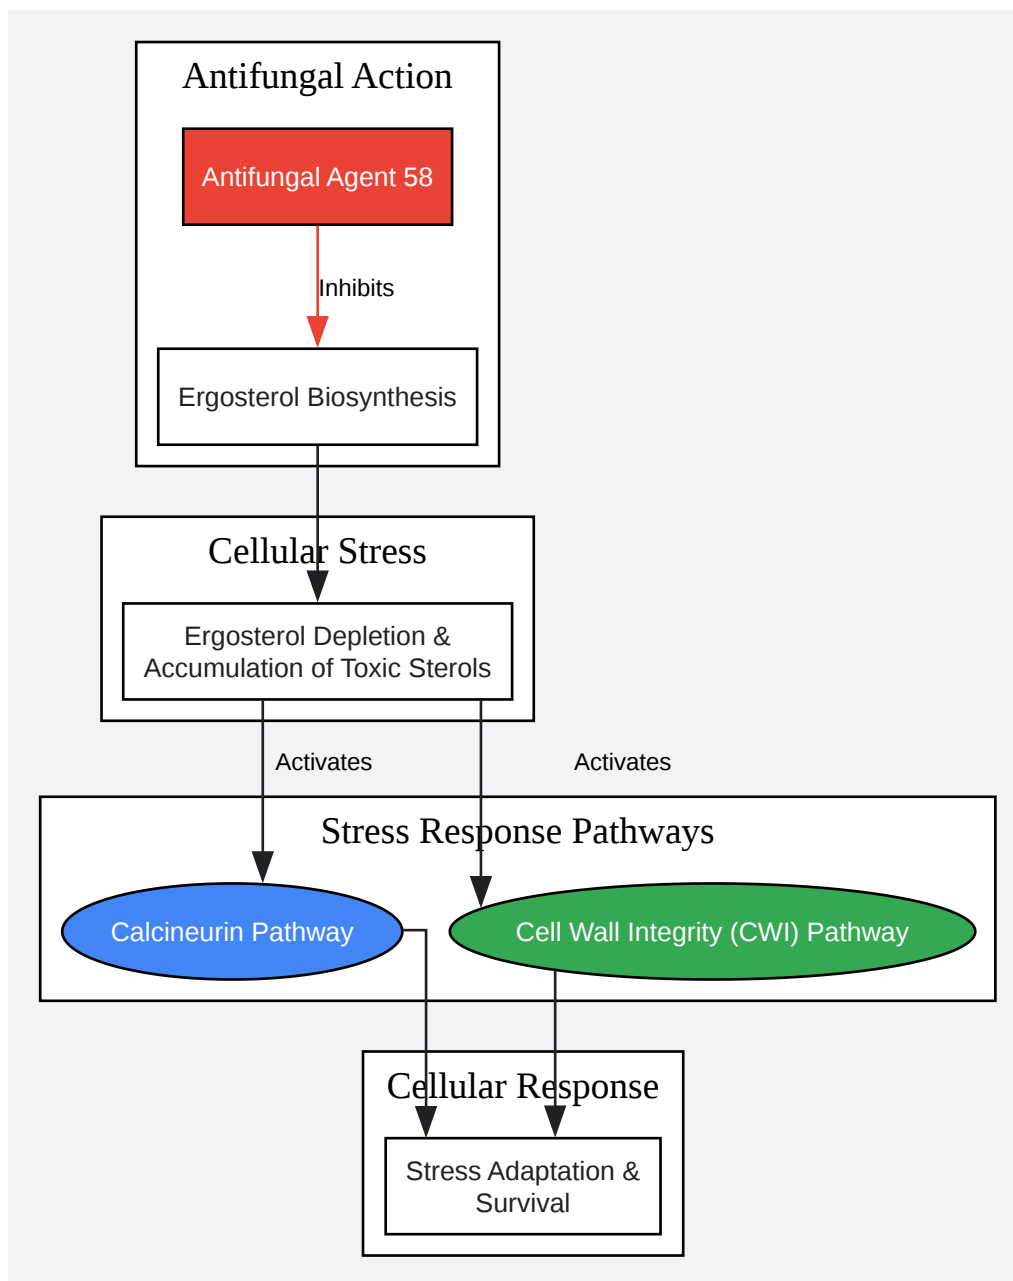 Antifungal Action
Antifungal Agent 58
Inhibits
Ergosterol Biosynthesis
Cellular Stress
Ergosterol Depletion &
Accumulation of Toxic Sterols
Activates
Activates
Stress Response Pathways
Calcineurin Pathway
Cell Wall Integrity (CWI) Pathway
Cellular Response
Stress Adaptation &
Survival